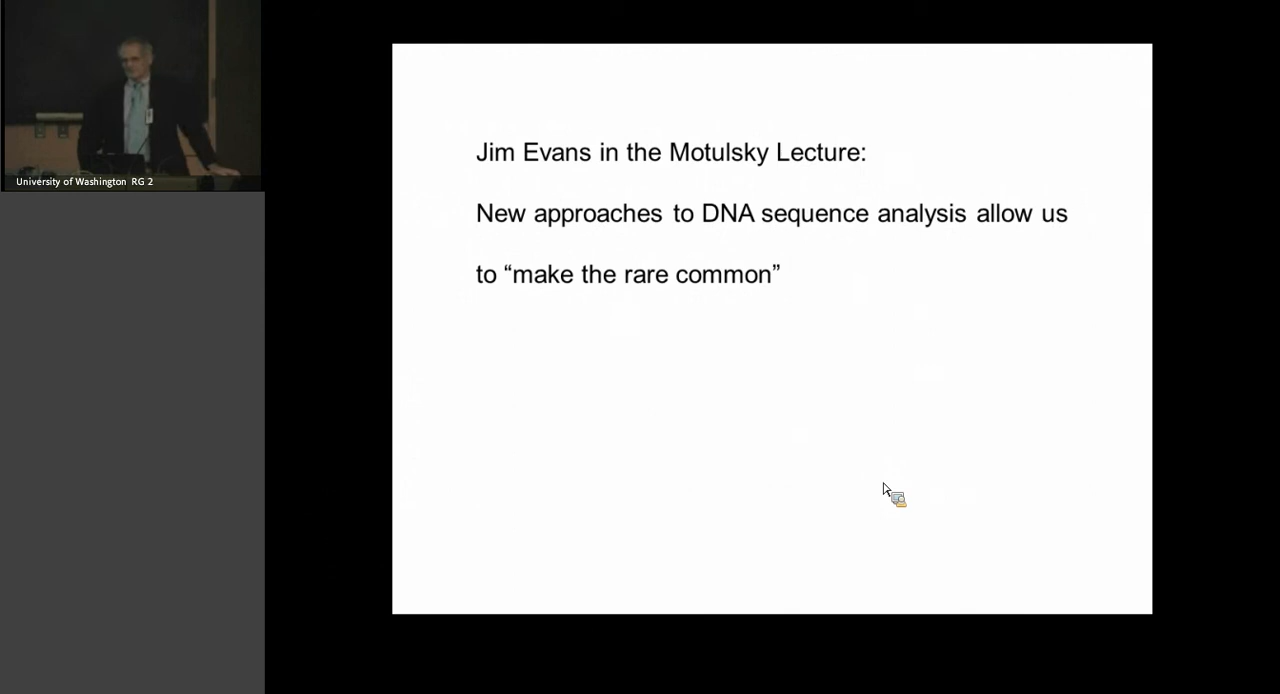 University of Washington RG 2
Jim Evans in the Motulsky Lecture:
New approaches to DNA sequence analysis allow us
to “make the rare common”